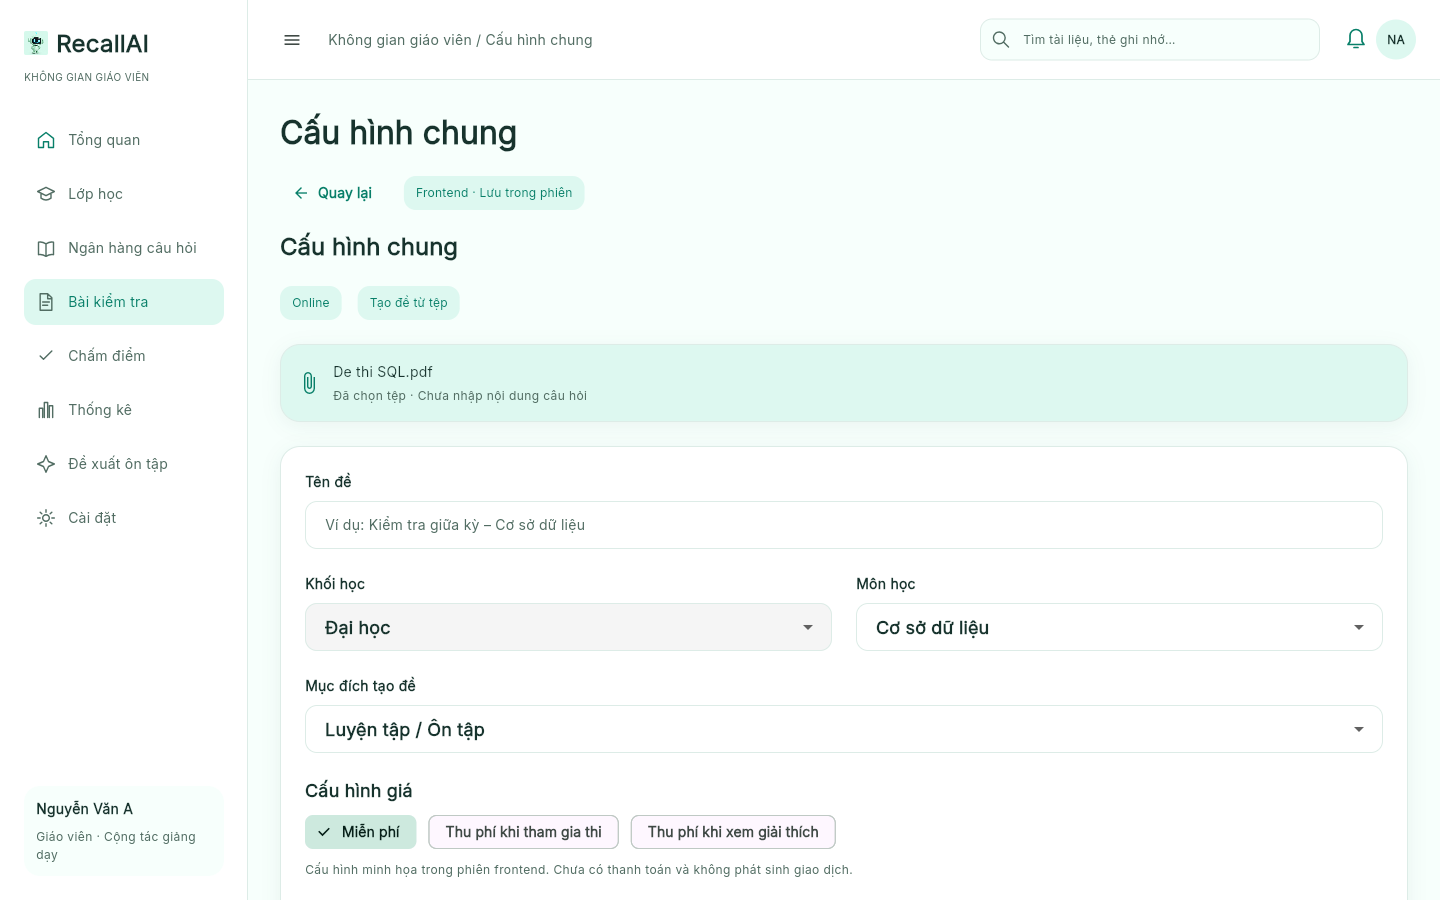 RecallAI
KHÔNG GIAN GIÁO VIÊN
Tổng quan
Lớp học
Ngân hàng câu hỏi
Bài kiểm tra
Chấm điểm
Thống kê
Đề xuất ôn tập
Cài đặt
Nguyễn Văn A
Giáo viên · Cộng tác giảng
dạy
Không gian giáo viên / Cấu hình chung
Tìm tài liệu, thẻ ghi nhớ...
NA
Cấu hình chung
Quay lại
Frontend · Lưu trong phiên
Cấu hình chung
Online
Tạo đề từ tệp
De thi SQL.pdf
Đã chọn tệp · Chưa nhập nội dung câu hỏi
Tên đề
Ví dụ: Kiểm tra giữa kỳ – Cơ sở dữ liệu
Khối học
Môn học
Đại học
Cơ sở dữ liệu
Mục đích tạo đề
Luyện tập / Ôn tập
Cấu hình giá
Miễn phí
Thu phí khi tham gia thi
Thu phí khi xem giải thích
Cấu hình minh họa trong phiên frontend. Chưa có thanh toán và không phát sinh giao dịch.